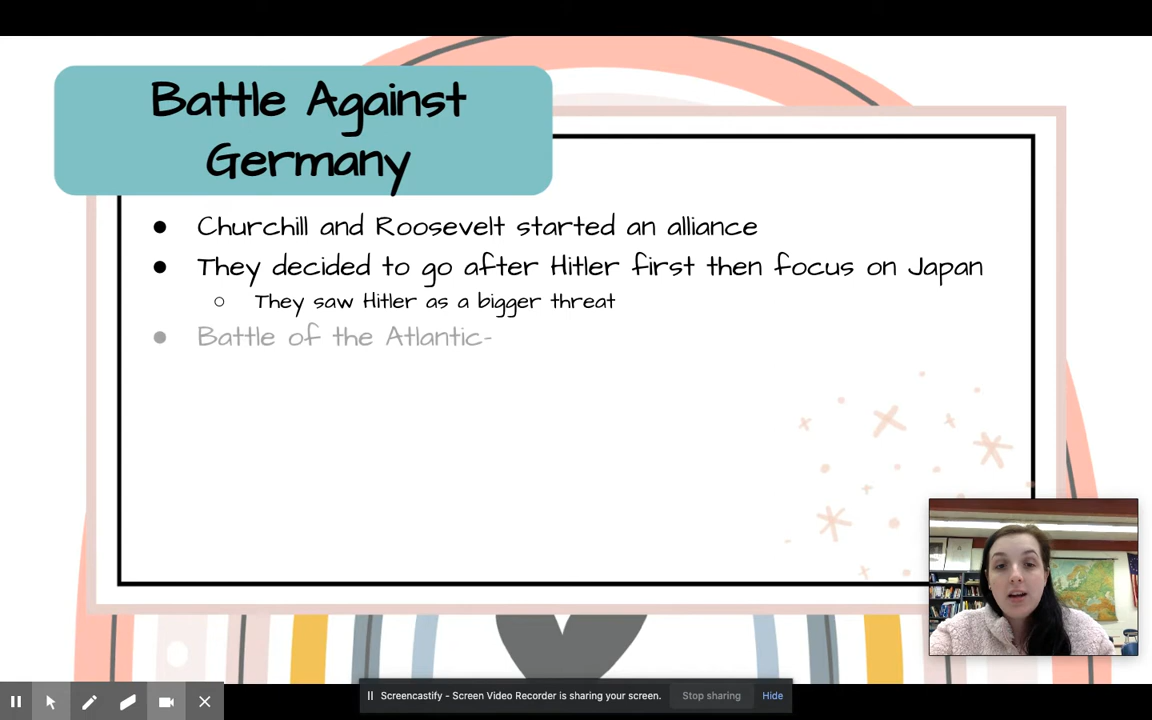 Battle Against
Germany
● Churchill and Roosevelt started an alliance
● They decided to go after Hitler first then focus on Japan
○ They saw Hitler as a bigger threat
● Battle of the Atlantic-
Screencastify - Screen Video Recorder is sharing your screen.
Stop sharing
Hide